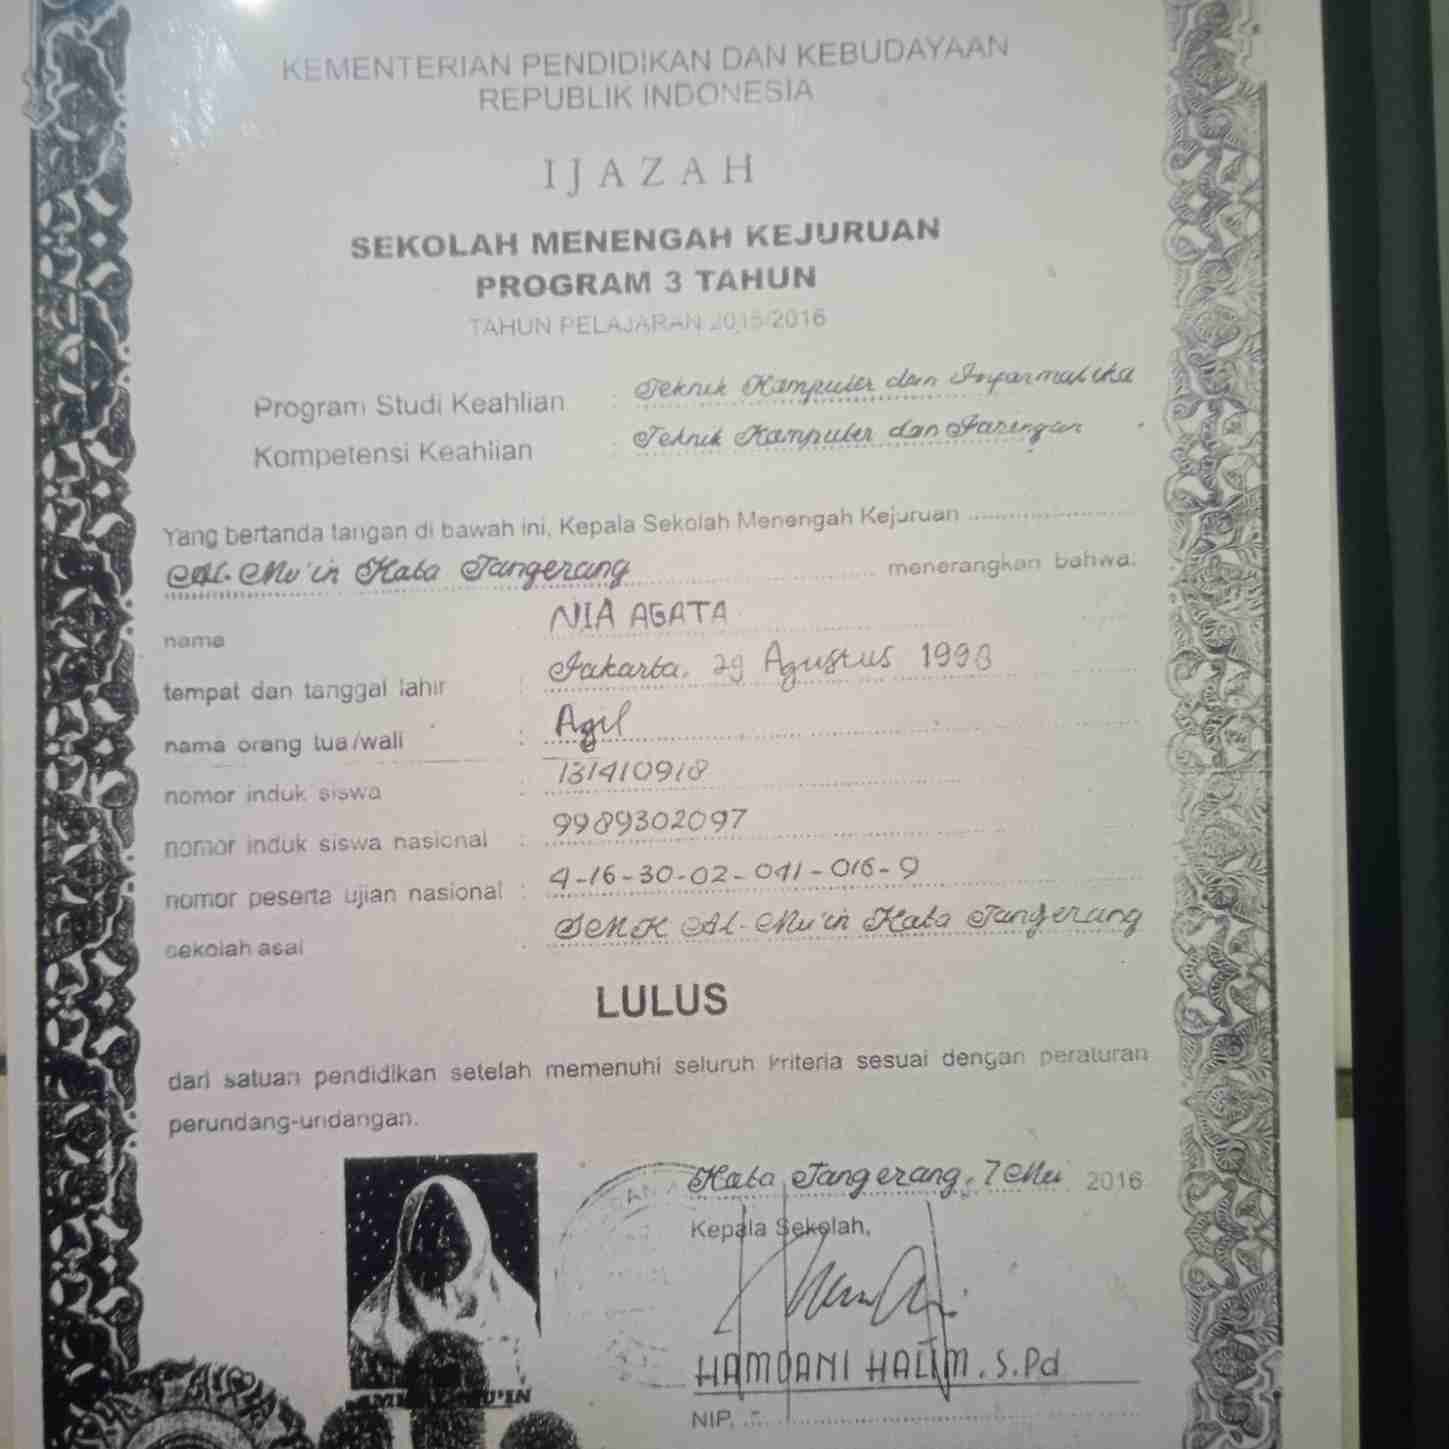 KEMENTERIAN PENDIDIKAN DAN KEBUDAYAAN
REPUBLIK INDONESIA
IJAZAH
SEKOLAH MENENGAH KEJURUAN
PROGRAM 3 TAHUN
TAHUN PELAJARAN 2015/2016
Program Studi Keahlian : Teknik Komputer dan Informatika
Kompetensi Keahlian : Teknik Komputer dan Jaringan
Yang bertanda tangan di bawah ini, Kepala Sekolah Menengah Kejuruan
Al-Mu'in Kota Tangerang menerangkan bahwa:
nama NIA AGATA
tempat dan tanggal lahir : Jakarta, 29 Agustus 1998
nama orang tua/wali : Agil
nomor induk siswa : 131410918
nomor induk siswa nasional : 9989302097
nomor peserta ujian nasional : 4-16-30-02-041-016-9
sekolah asal : SMK Al-Mu'in Kota Tangerang
LULUS
dari satuan pendidikan setelah memenuhi seluruh kriteria sesuai dengan peraturan
perundang-undangan.
Kota Tangerang, 7 Mei 2016
Kepala Sekolah,
HAMDANI HALIM. S.Pd
NIP. -